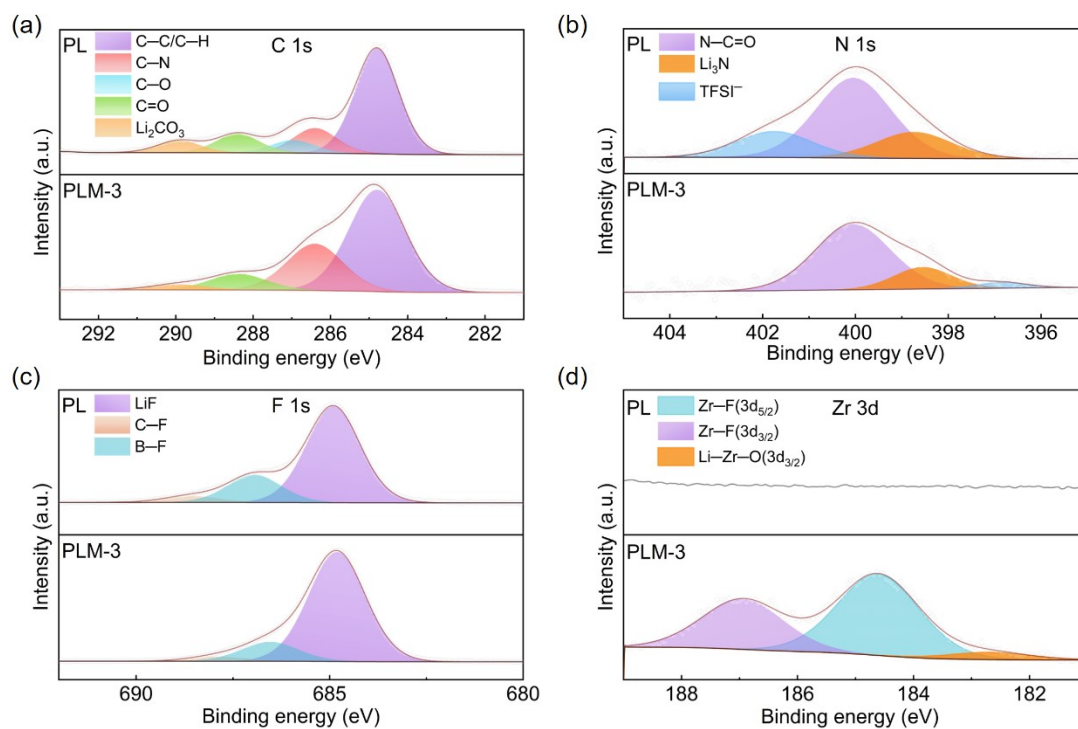 (a)
PL
C 1s
C—C/C—H
C—N
C—O
C=O
Li₂CO₃
PLM-3
Intensity (a.u.)
292 290 288 286 284 282
Binding energy (eV)
(b)
PL
N 1s
N—C=O
Li₃N
TFSI⁻
PLM-3
Intensity (a.u.)
404 402 400 398 396
Binding energy (eV)
(c)
PL
F 1s
LiF
C—F
B—F
PLM-3
Intensity (a.u.)
690 685 680
Binding energy (eV)
(d)
PL
Zr 3d
Zr—F(3d₅/₂)
Zr—F(3d₃/₂)
Li—Zr—O(3d₃/₂)
PLM-3
Intensity (a.u.)
188 186 184 182
Binding energy (eV)